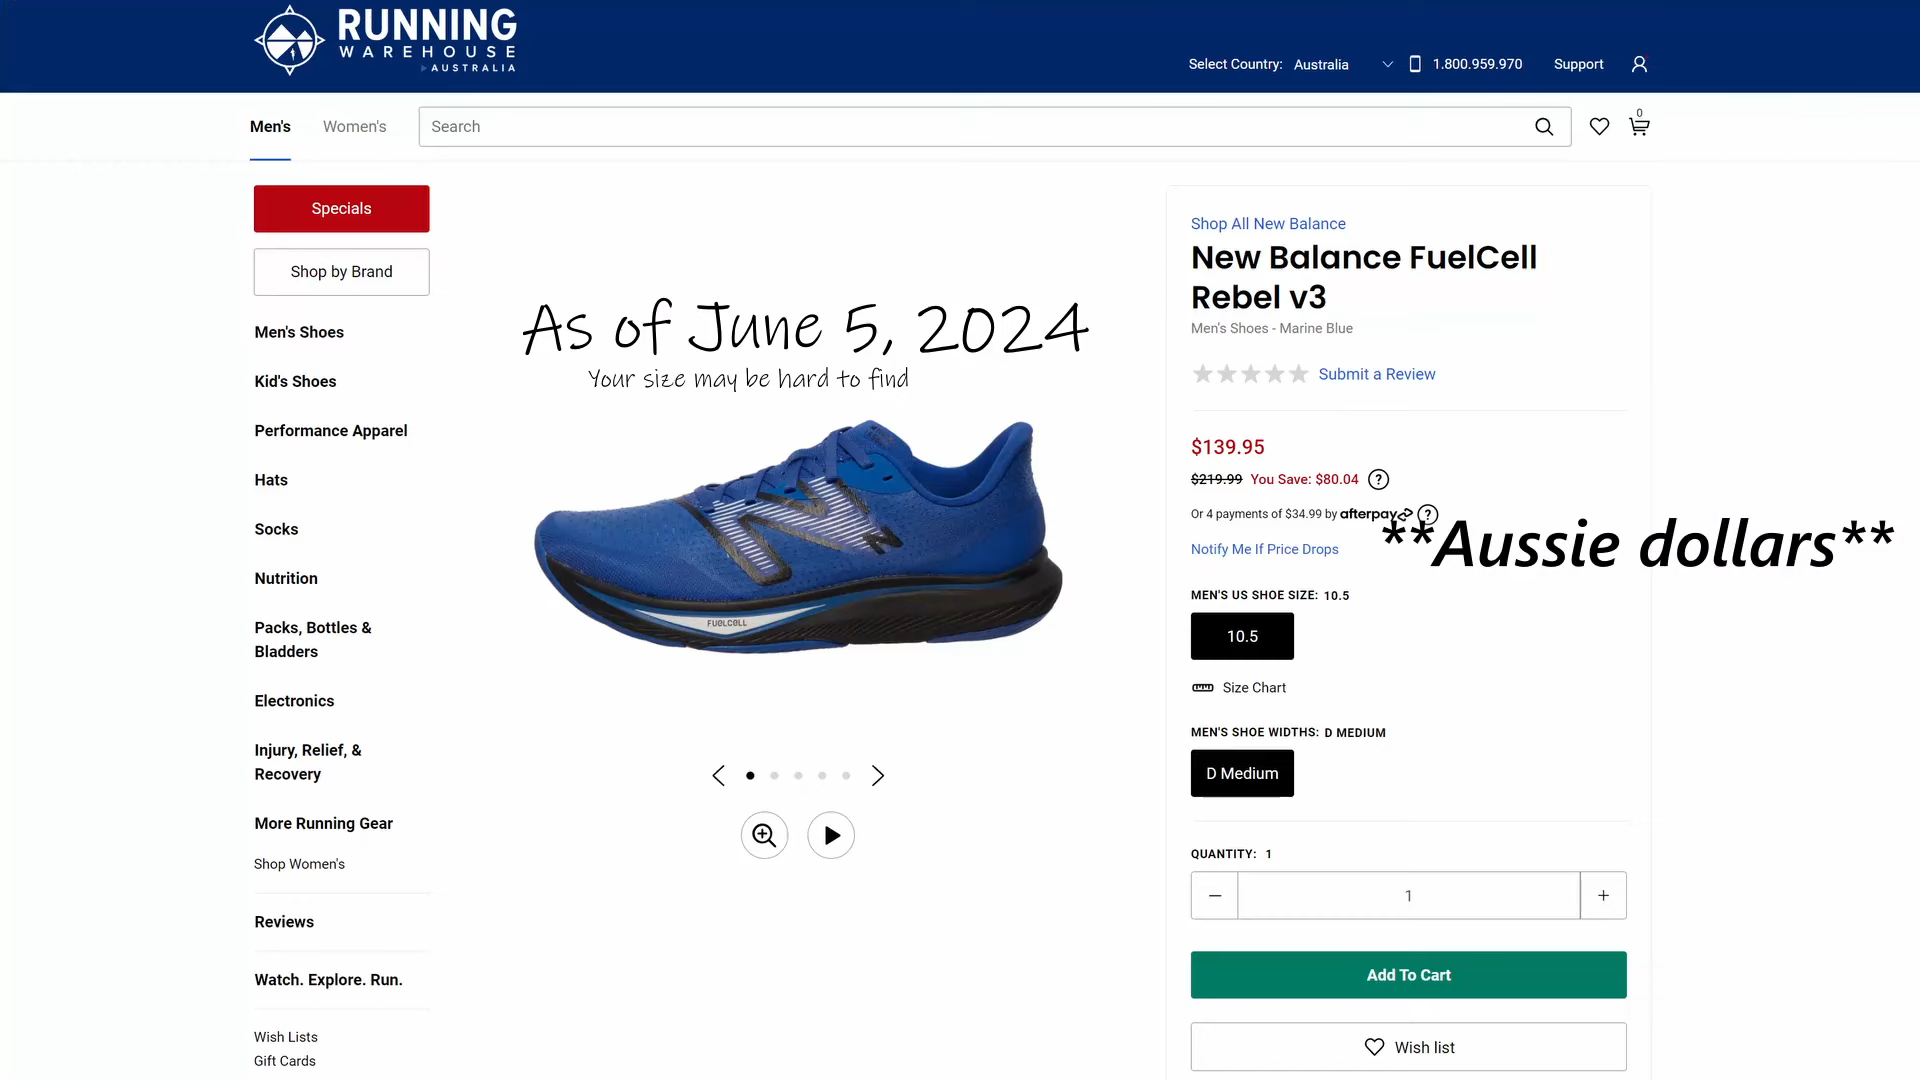 RUNNING
WAREHOUSE
AUSTRALIA
Select Country: Australia
1.800.959.970
Support
Men's
Women's
Search
0
Specials
Shop by Brand
Men's Shoes
Kid's Shoes
Performance Apparel
Hats
Socks
Nutrition
Packs, Bottles &
Bladders
Electronics
Injury, Relief, &
Recovery
More Running Gear
Shop Women's
Reviews
Watch. Explore. Run.
Wish Lists
Gift Cards
As of June 5, 2024
Your size may be hard to find
FUELCELL
Shop All New Balance
New Balance FuelCell
Rebel v3
Men's Shoes - Marine Blue
Submit a Review
$139.95
$219.99 You Save: $80.04 ?
Or 4 payments of $34.99 by afterpay ?
**Aussie dollars**
Notify Me If Price Drops
MEN'S US SHOE SIZE: 10.5
10.5
Size Chart
MEN'S SHOE WIDTHS: D MEDIUM
D Medium
QUANTITY: 1
− 1 +
Add To Cart
Wish list